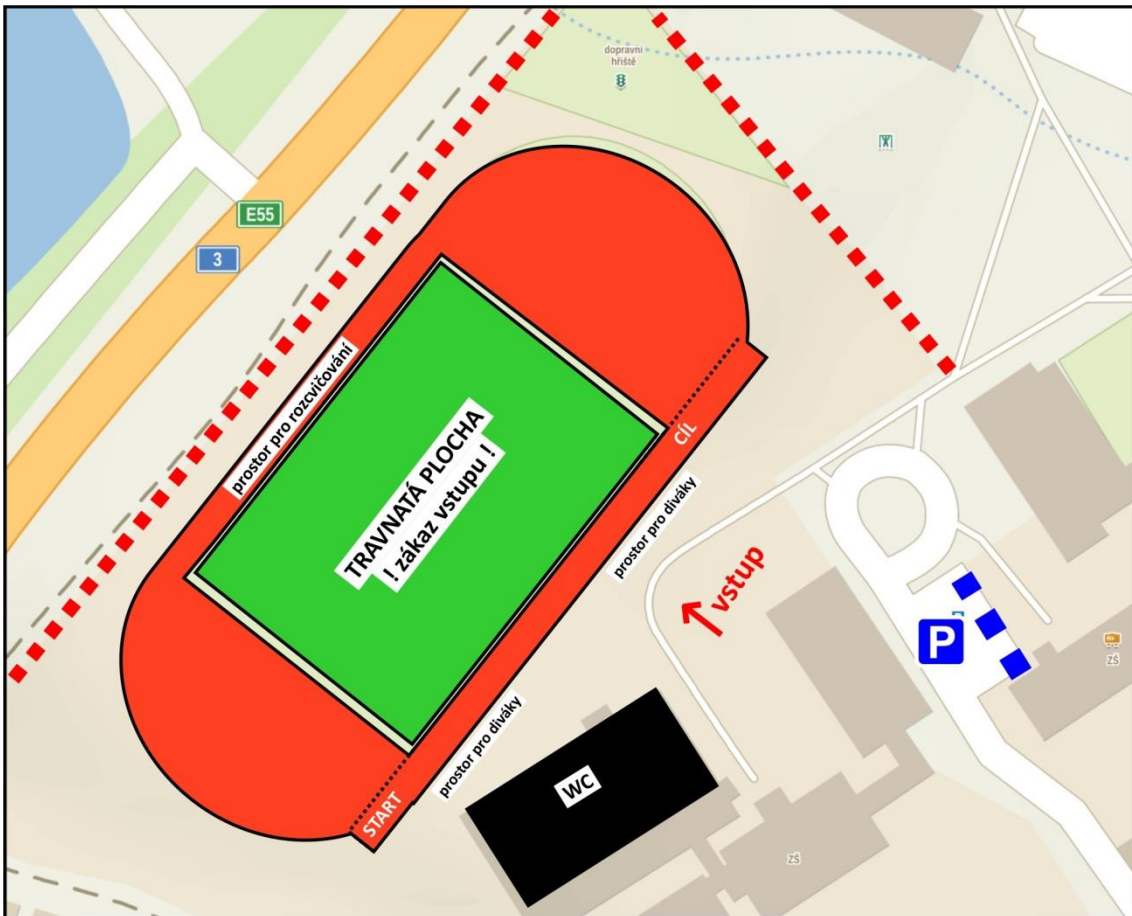 dopravní
hřiště
E55
3
prostor pro rozcvičování
TRAVNATÁ PLOCHA
! zákaz vstupu !
CÍL
prostor pro diváky
vstup
P
ZŠ
prostor pro diváky
WC
START
ZŠ